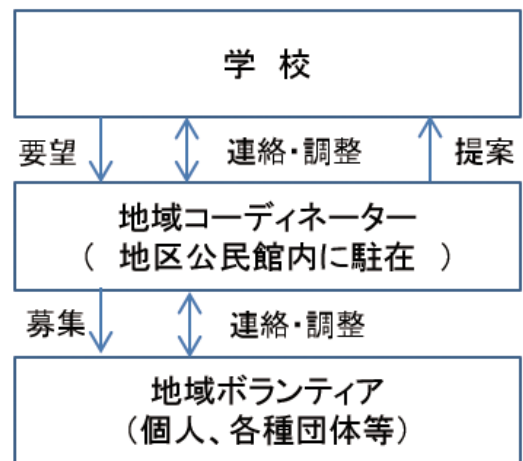 学 校
要望 連絡・調整 提案
地域コーディネーター
( 地区公民館内に駐在 )
募集 連絡・調整
地域ボランティア
(個人、各種団体等)